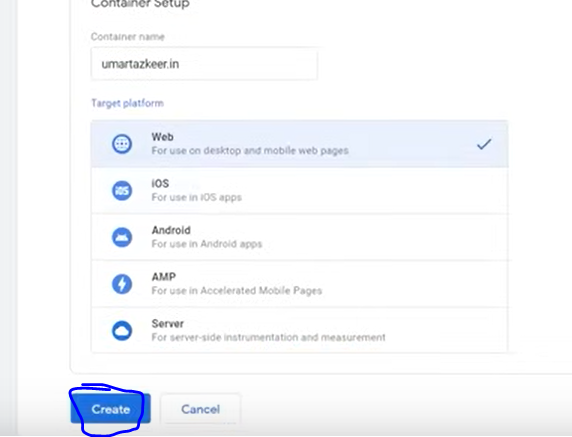 Container Setup
Container name
umartazkeer.in
Target platform
Web
For use on desktop and mobile web pages
iOS
iOS
For use in iOS apps
Android
For use in Android apps
AMP
For use in Accelerated Mobile Pages
Server
For server-side instrumentation and measurement
Create Cancel